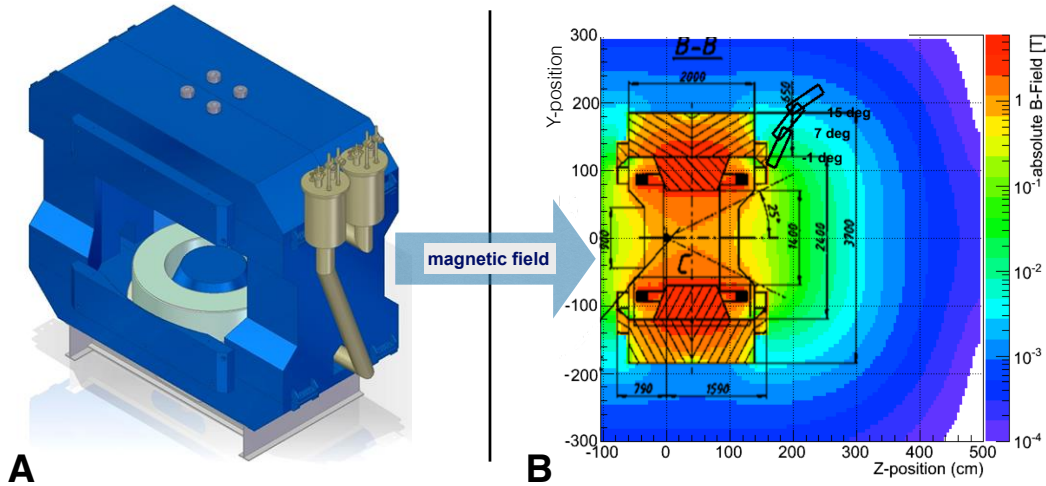 magnetic field
A
B
Y-position
300
200
100
0
-100
-200
-300
-100
0
100
200
300
400
500
Z-position (cm)
B-B
2000
650
15 deg
7 deg
-1 deg
25°
900
1400
2400
3700
C
790
1590
absolute B-Field [T]
1
10⁻¹
10⁻²
10⁻³
10⁻⁴